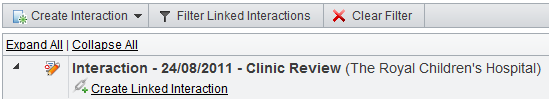 Create Interaction Filter Linked Interactions Clear Filter
Expand All | Collapse All
Interaction - 24/08/2011 - Clinic Review (The Royal Children's Hospital)
Create Linked Interaction